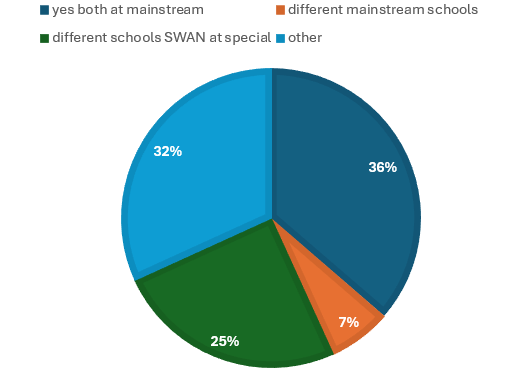 yes both at mainstream
different mainstream schools
different schools SWAN at special
other
32%
36%
7%
25%